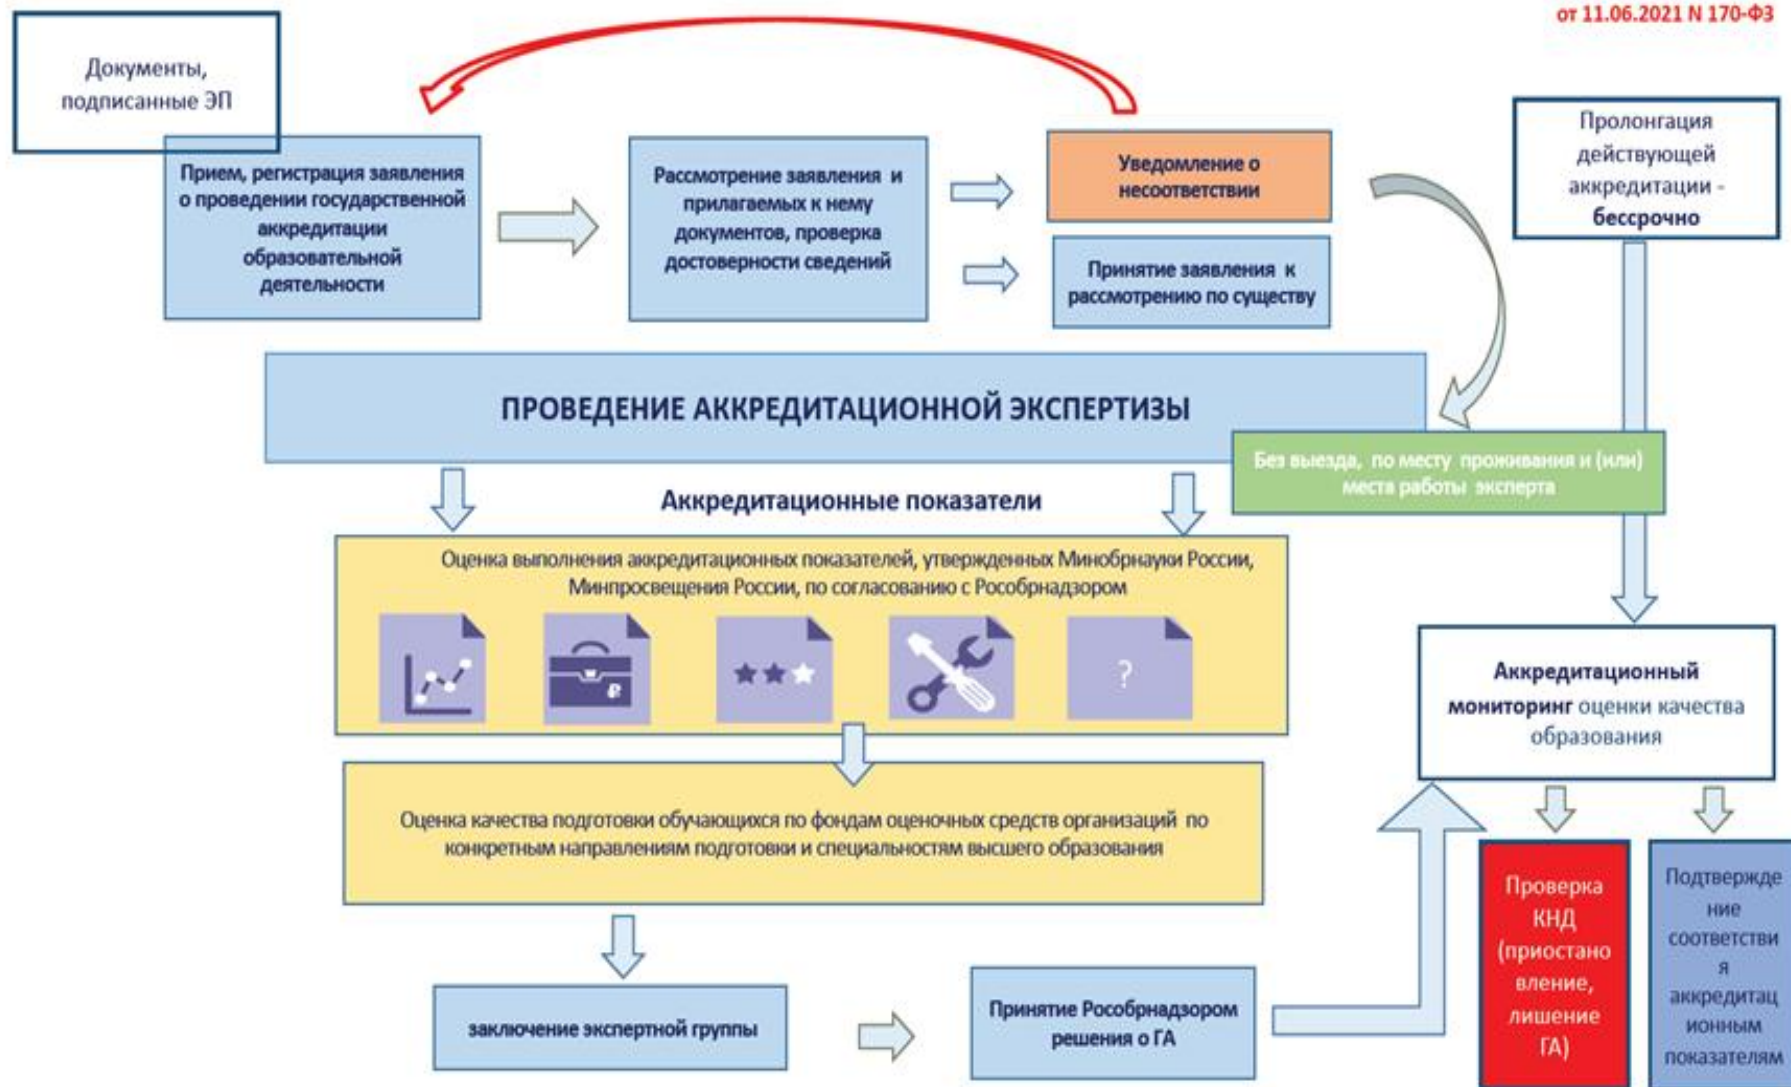 от 11.06.2021 N 170-ФЗ
Документы,
подписанные ЭП
Прием, регистрация заявления
о проведении государственной
аккредитации
образовательной
деятельности
Рассмотрение заявления и
прилагаемых к нему
документов, проверка
достоверности сведений
Уведомление о
несоответствии
Принятие заявления к
рассмотрению по существу
Пролонгация
действующей
аккредитации -
бессрочно
ПРОВЕДЕНИЕ АККРЕДИТАЦИОННОЙ ЭКСПЕРТИЗЫ
Без выезда, по месту проживания и (или)
места работы эксперта
Аккредитационные показатели
Оценка выполнения аккредитационных показателей, утвержденных Минобрнауки России,
Минпросвещения России, по согласованию с Рособрнадзором
?
Оценка качества подготовки обучающихся по фондам оценочных средств организаций по
конкретным направлениям подготовки и специальностям высшего образования
заключение экспертной группы
Принятие Рособрнадзором
решения о ГА
Аккредитационный
мониторинг оценки качества
образования
Проверка
КНД
(приостано
вление,
лишение
ГА)
Подтвержде
ние
соответстви
я
аккредитац
ионным
показателям